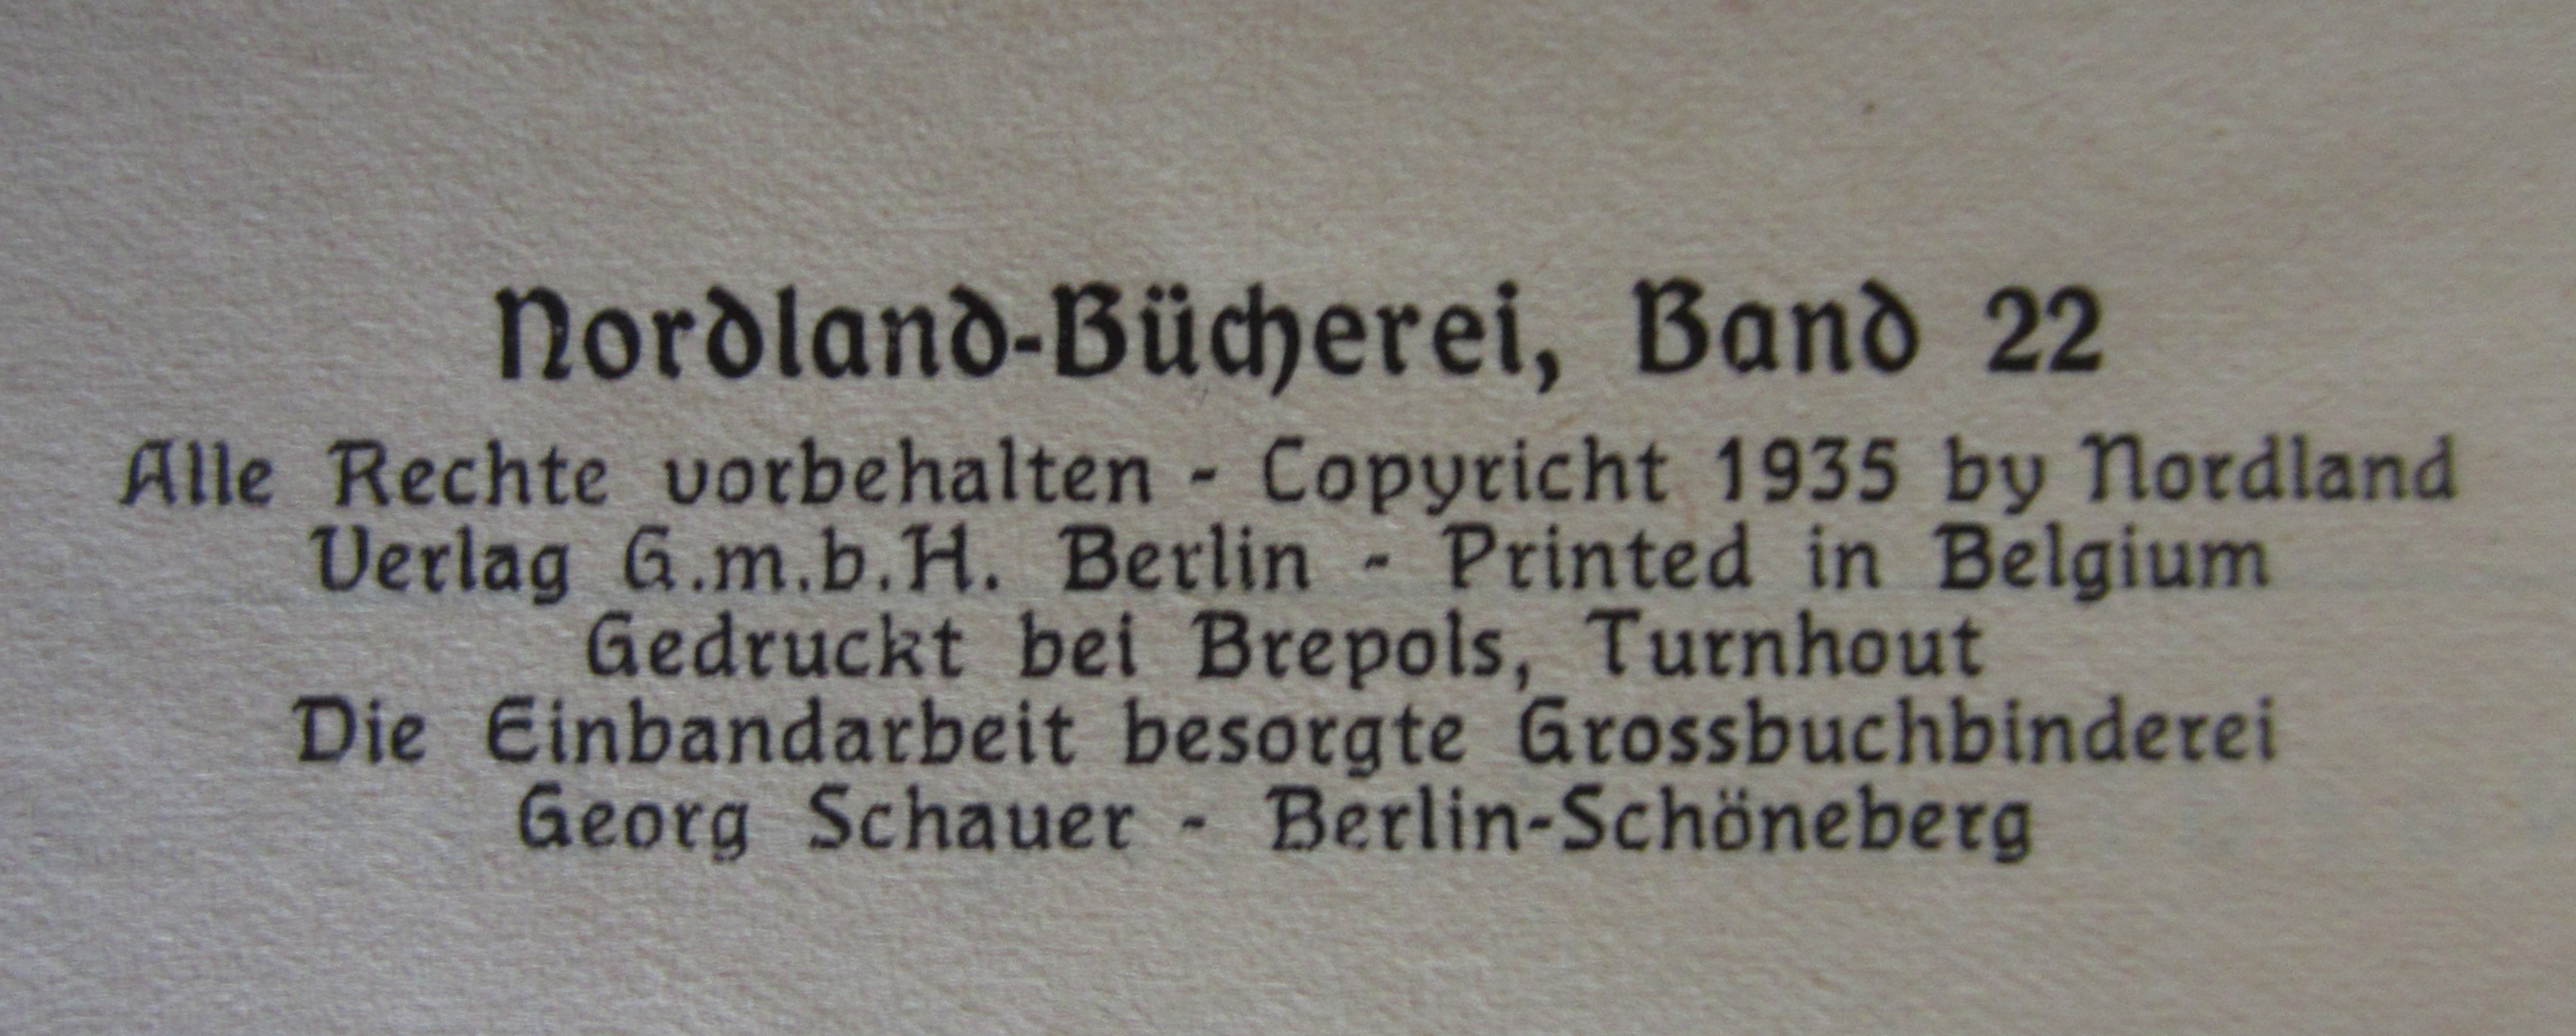 Nordland-Bücherei, Band 22
Alle Rechte vorbehalten - Copyricht 1935 by Nordland
Verlag G.m.b.H. Berlin - Printed in Belgium
Gedruckt bei Brepols, Turnhout
Die Einbandarbeit besorgte Grossbuchbinderei
Georg Schauer - Berlin-Schöneberg